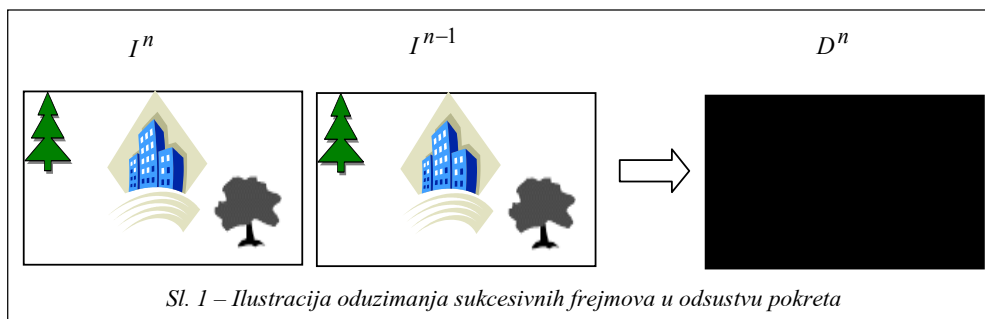 I^n I^{n−1} D^n
Sl. 1 – Ilustracija oduzimanja sukcesivnih frejmova u odsustvu pokreta